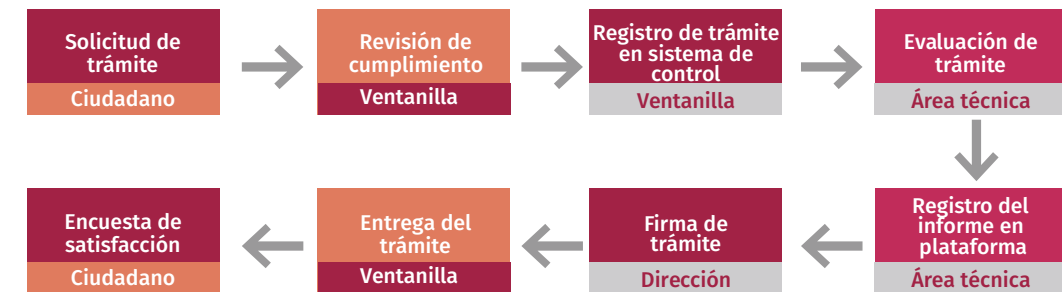 Solicitud de
trámite
Ciudadano
Revisión de
cumplimiento
Ventanilla
Registro de trámite
en sistema de
control
Ventanilla
Evaluación de
trámite
Área técnica
Registro del
informe en
plataforma
Área técnica
Firma de
trámite
Dirección
Entrega del
trámite
Ventanilla
Encuesta de
satisfacción
Ciudadano